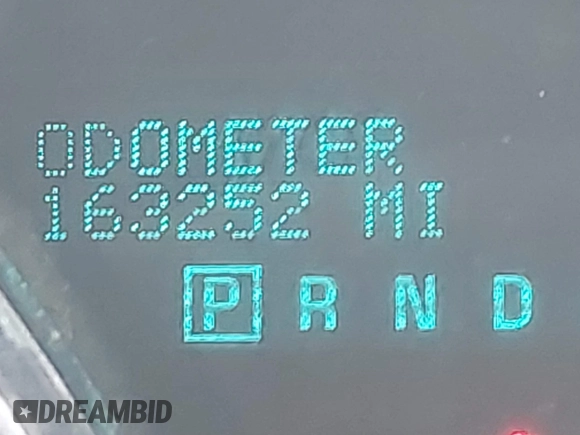 ODOMETER
163252 MI
P R N D
DREAMBID